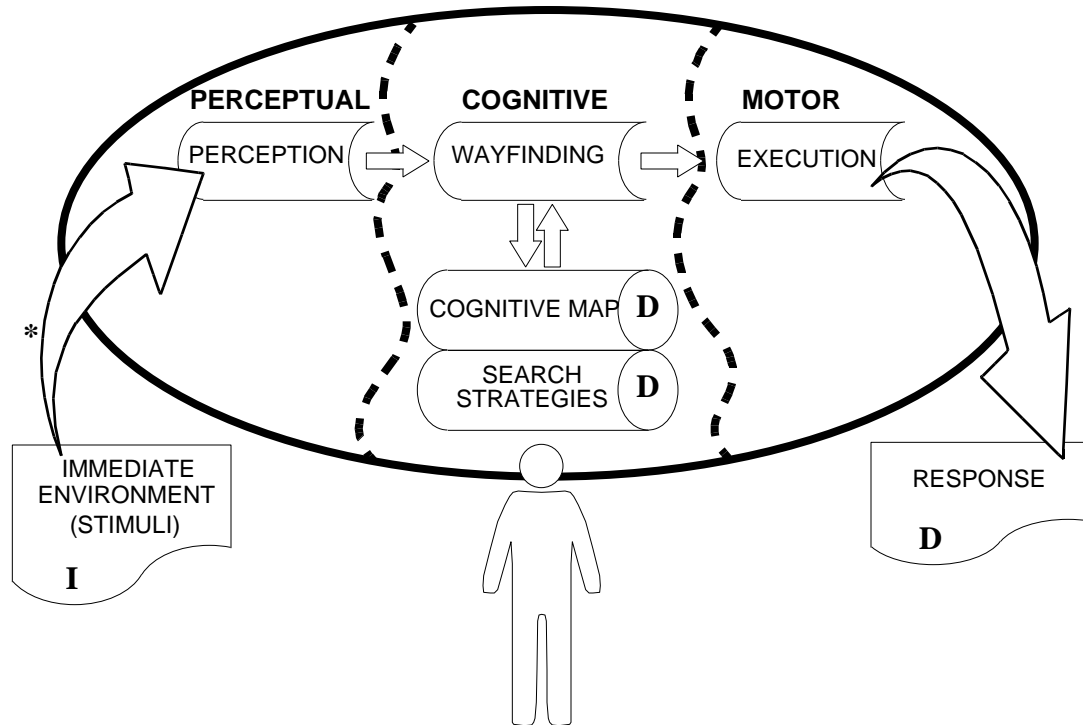 PERCEPTUAL COGNITIVE MOTOR
PERCEPTION WAYFINDING EXECUTION
COGNITIVE MAP D
SEARCH
STRATEGIES D
*
IMMEDIATE
ENVIRONMENT
(STIMULI)
I
RESPONSE
D